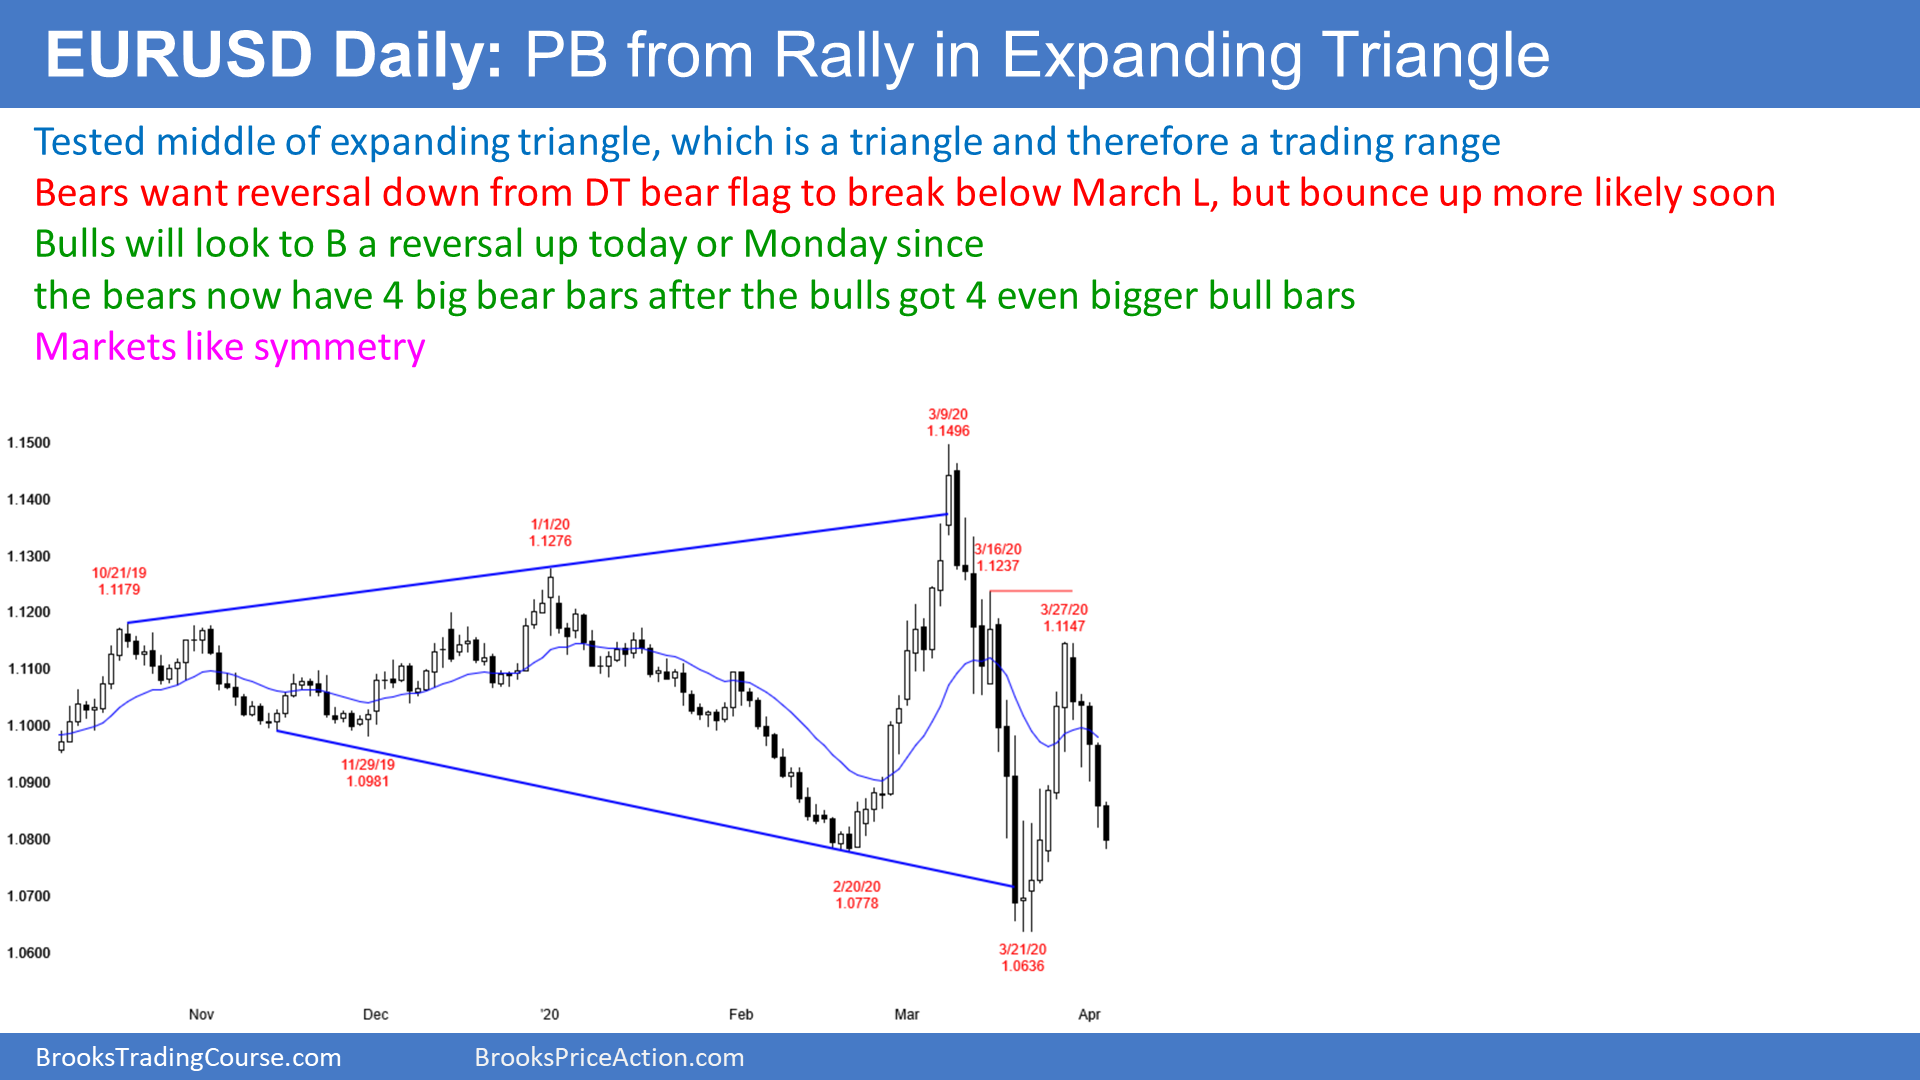 EURUSD Daily: PB from Rally in Expanding Triangle
Tested middle of expanding triangle, which is a triangle and therefore a trading range
Bears want reversal down from DT bear flag to break below March L, but bounce up more likely soon
Bulls will look to B a reversal up today or Monday since
the bears now have 4 big bear bars after the bulls got 4 even bigger bull bars
Markets like symmetry
3/9/20
1.1496
1.1500
1.1400
1/1/20
1.1276
3/16/20
1.1237
1.1300
10/21/19
1.1179
3/27/20
1.1147
1.1200
1.1100
1.1000
11/29/19
1.0981
1.0900
1.0800
2/20/20
1.0778
1.0700
3/21/20
1.0636
1.0600
Nov
Dec
'20
Feb
Mar
Apr
BrooksTradingCourse.com
BrooksPriceAction.com